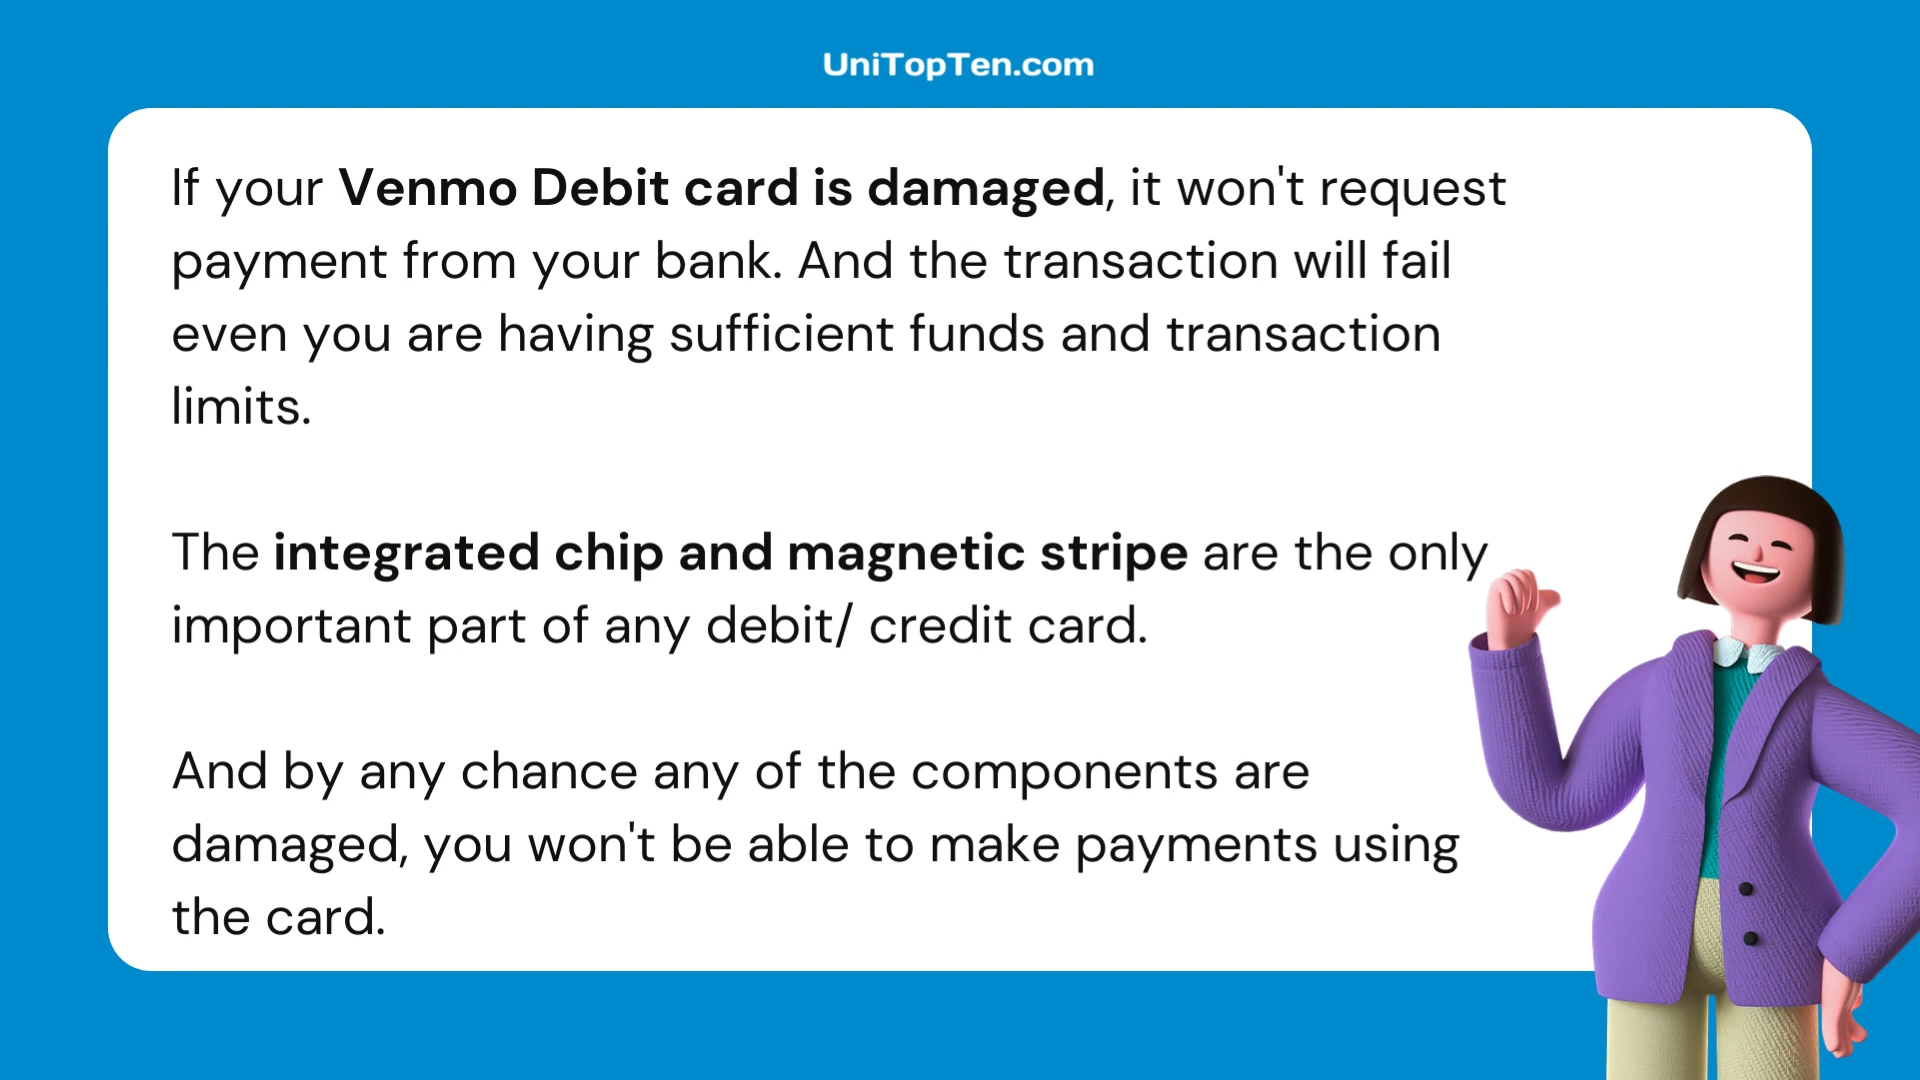 UniTopTen.com
If your Venmo Debit card is damaged, it won't request
payment from your bank. And the transaction will fail
even you are having sufficient funds and transaction
limits.
The integrated chip and magnetic stripe are the only
important part of any debit/ credit card.
And by any chance any of the components are
damaged, you won't be able to make payments using
the card.